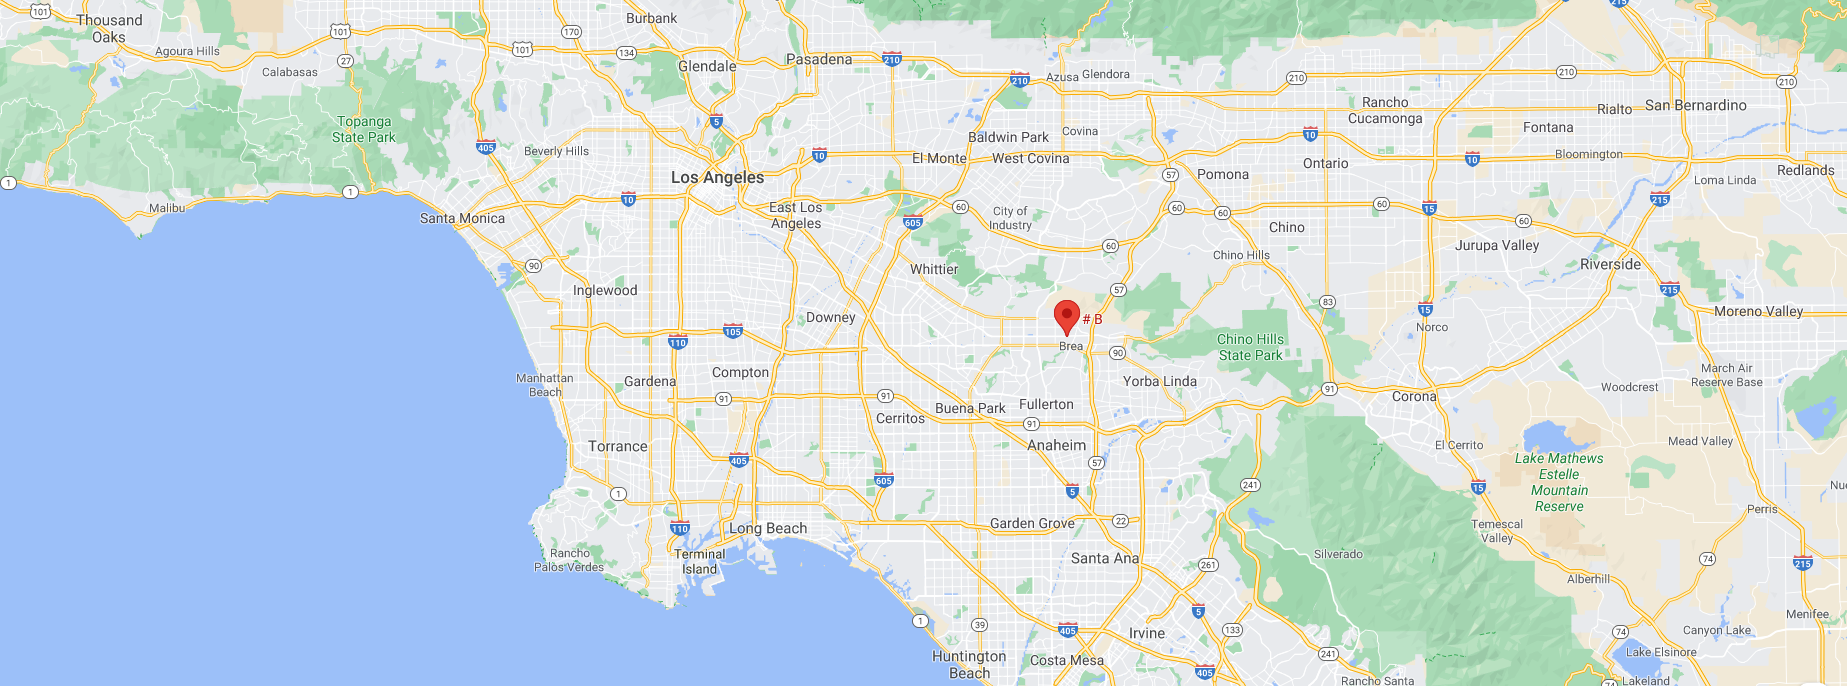 101
Thousand
Oaks
Agoura Hills
Calabasas
101
27
Topanga
State Park
1
Malibu
1
Burbank
170
101
134
Glendale
Pasadena
210
5
405
Beverly Hills
Los Angeles
10
10
Santa Monica
East Los
Angeles
90
Inglewood
210
Azusa
Glendora
Baldwin Park
Covina
El Monte
West Covina
57
Pomona
60
City of
Industry
605
60
60
60
Whittier
Chino Hills
57
# B
Brea
90
Downey
105
110
Manhattan
Beach
Gardena
Compton
91
91
Cerritos
Buena Park
Fullerton
91
Yorba Linda
Anaheim
Torrance
405
605
57
5
1
110
Long Beach
Terminal
Island
Rancho
Palos Verdes
Garden Grove
22
Santa Ana
261
241
1
39
Huntington
Beach
405
Costa Mesa
Irvine
5
133
405
241
Rancho Santa
Silverado
215
210
210
210
Rancho
Cucamonga
Rialto
San Bernardino
Fontana
10
Ontario
10
Bloomington
Loma Linda
Redlands
60
15
215
Chino
60
Jurupa Valley
Riverside
215
83
15
Norco
Moreno Valley
Chino Hills
State Park
March Air
Reserve Base
Woodcrest
91
Corona
El Cerrito
Mead Valley
Lake Mathews
Estelle
Mountain
Reserve
15
Temescal
Valley
Nu
Perris
74
215
Alberhill
Menifee
74
Canyon Lake
Lake Elsinore
74
Lakeland